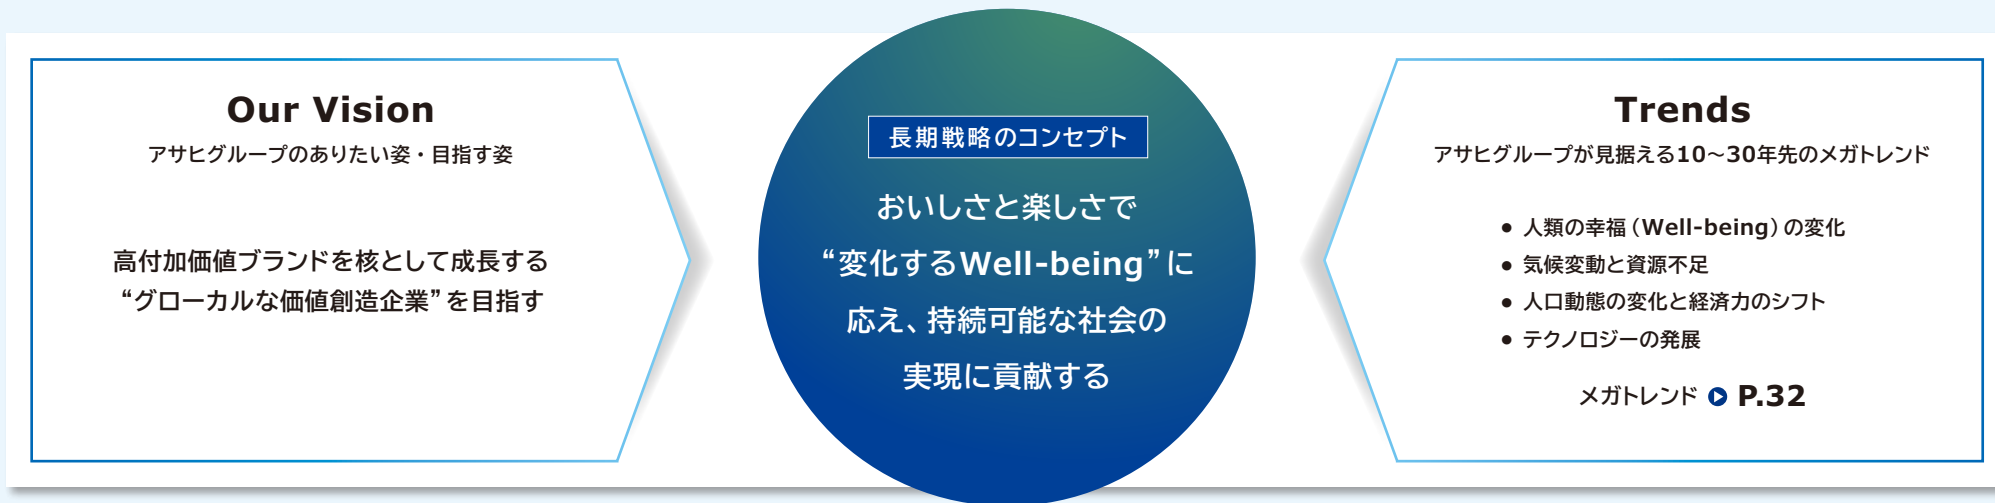 Our Vision
アサヒグループのありたい姿・目指す姿
高付加価値ブランドを核として成長する
“グローカルな価値創造企業”を目指す
長期戦略のコンセプト
おいしさと楽しさで
“変化するWell-being”に
応え、持続可能な社会の
実現に貢献する
Trends
アサヒグループが見据える10～30年先のメガトレンド
● 人類の幸福（Well-being）の変化
● 気候変動と資源不足
● 人口動態の変化と経済力のシフト
● テクノロジーの発展
メガトレンド P.32